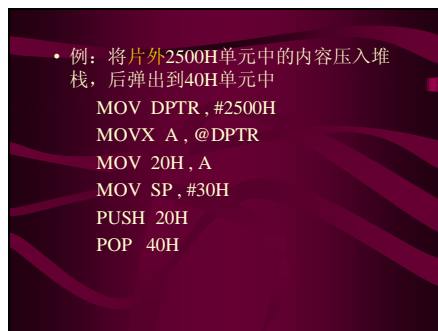 • 例：将片外2500H单元中的内容压入堆
栈，后弹出到40H单元中
MOV DPTR , #2500H
MOVX A , @DPTR
MOV 20H , A
MOV SP , #30H
PUSH 20H
POP 40H